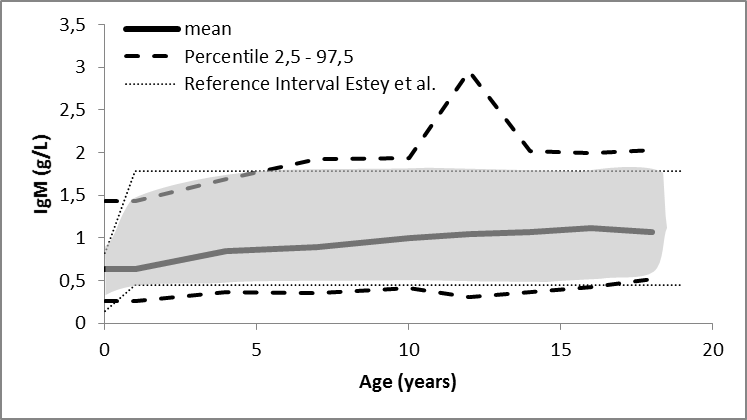 3,5
3
2,5
2
1,5
1
0,5
0
IgM (g/L)
mean
Percentile 2,5 - 97,5
Reference Interval Estey et al.
0 5 10 15 20
Age (years)